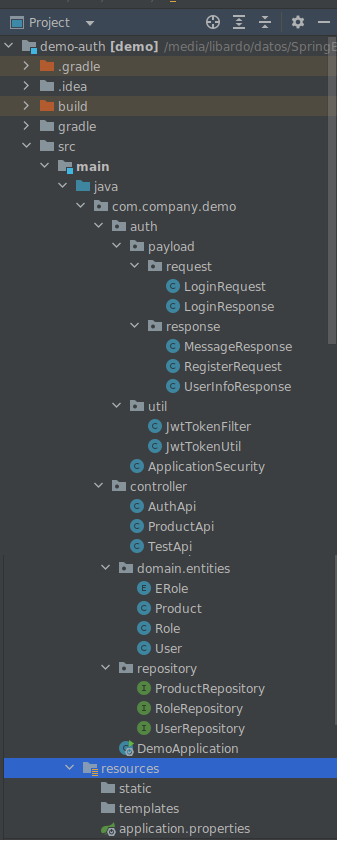 Project
demo-auth [demo] /media/libardo/datos/Spring
.gradle
.idea
build
gradle
src
main
java
com.company.demo
auth
payload
request
C LoginRequest
C LoginResponse
response
C MessageResponse
C RegisterRequest
C UserInfoResponse
util
C JwtTokenFilter
C JwtTokenUtil
C ApplicationSecurity
controller
C AuthApi
C ProductApi
C TestApi
domain.entities
E ERole
C Product
C Role
C User
repository
I ProductRepository
I RoleRepository
I UserRepository
DemoApplication
resources
static
templates
application.properties